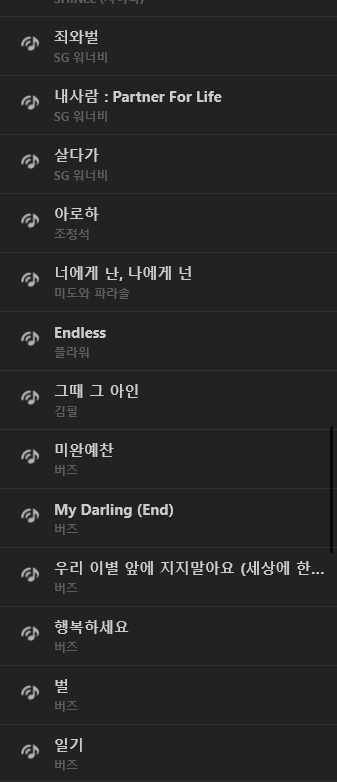 SHINee (샤이니)
죄와벌
SG 워너비
내사람 : Partner For Life
SG 워너비
살다가
SG 워너비
아로하
조정석
너에게 난, 나에게 넌
미도와 파라솔
Endless
플라워
그때 그 아인
김필
미완예찬
버즈
My Darling (End)
버즈
우리 이별 앞에 지지말아요 (세상에 한...
버즈
행복하세요
버즈
벌
버즈
일기
버즈